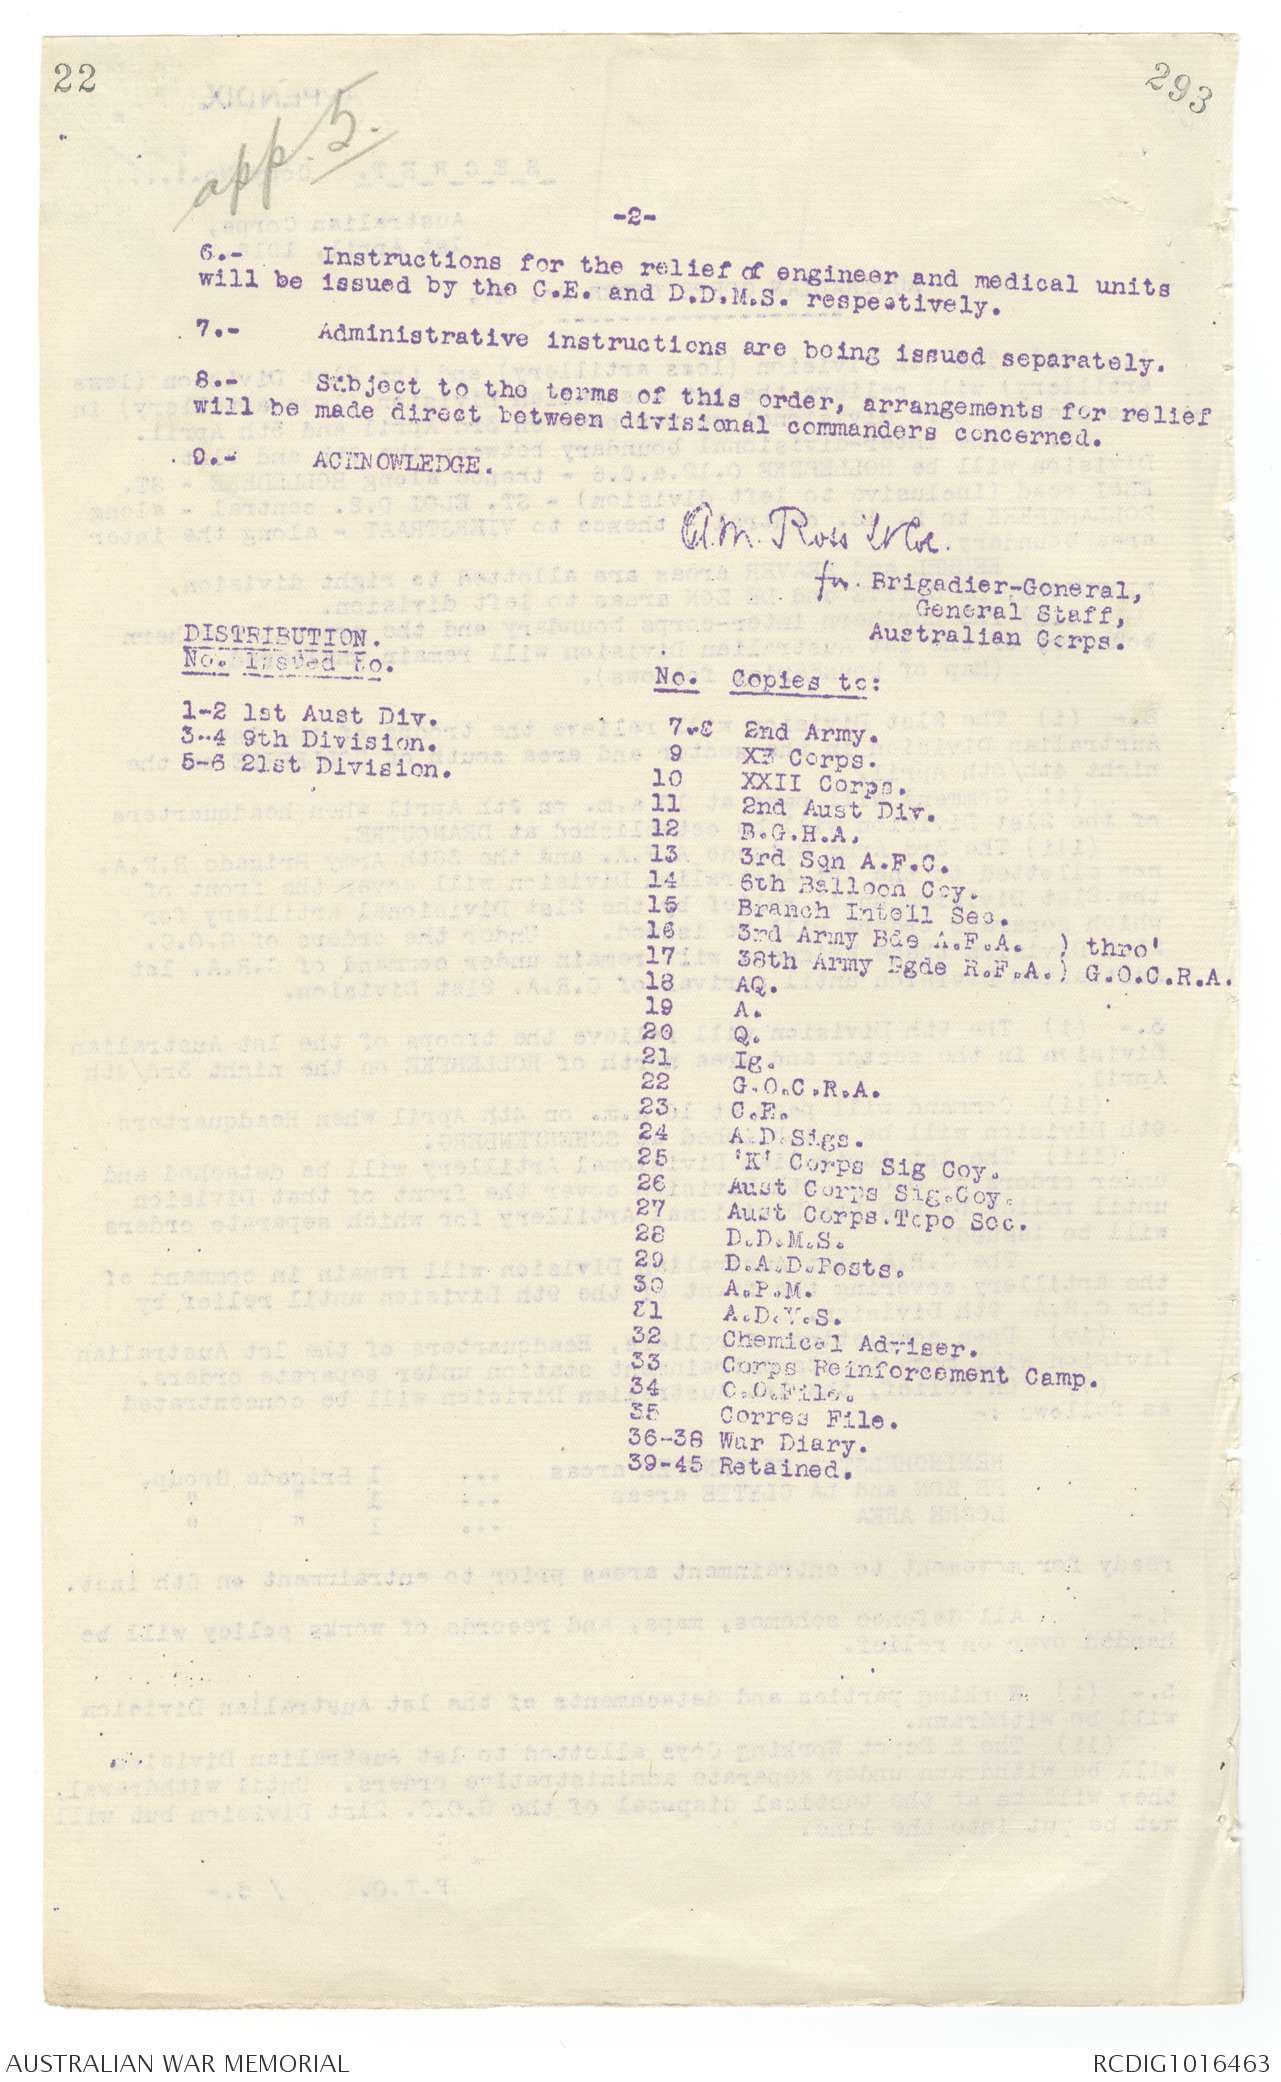 22
293
app 5.
-2-
6.- Instructions for the relief of engineer and medical units
will be issued by the C.E. and D.D.M.S. respectively.
7.- Administrative instructions are being issued separately.
8.- Subject to the terms of this order, arrangements for relief
will be made direct between divisional commanders concerned.
9.- ACKNOWLEDGE.
A.M. Ross Lt Col.
for Brigadier-General,
General Staff,
Australian Corps.
DISTRIBUTION.
No. Issued to.
1-2 1st Aust Div.
3-4 9th Division.
5-6 21st Division.
No. Copies to:
7-8 2nd Army.
9 Corps.
10 XXII Corps.
11 2nd Aust Div.
12 B.G.H.A.
13 3rd Sqn A.F.C.
14 6th Balloon Coy.
15 Branch Intell Sec.
16 3rd Army Bde A.F.A. ) thro'
17 38th Army Bgde R.F.A.) G.O.C.R.A.
18 AQ.
19 A.
20 Q.
21 Ig.
22 G.O.C.R.A.
23 C.E.
24 A.D.Sigs.
25 'K' Corps Sig Coy.
26 Aust Corps Sig.Coy.
27 Aust Corps.Topo Sec.
28 D.D.M.S.
29 D.A.D.Posts.
30 A.P.M.
31 A.D.V.S.
32 Chemical Adviser.
33 Corps Reinforcement Camp.
34 C.O.File.
35 Corres File.
36-38 War Diary.
39-45 Retained.
AUSTRALIAN WAR MEMORIAL
RCDIG1016463